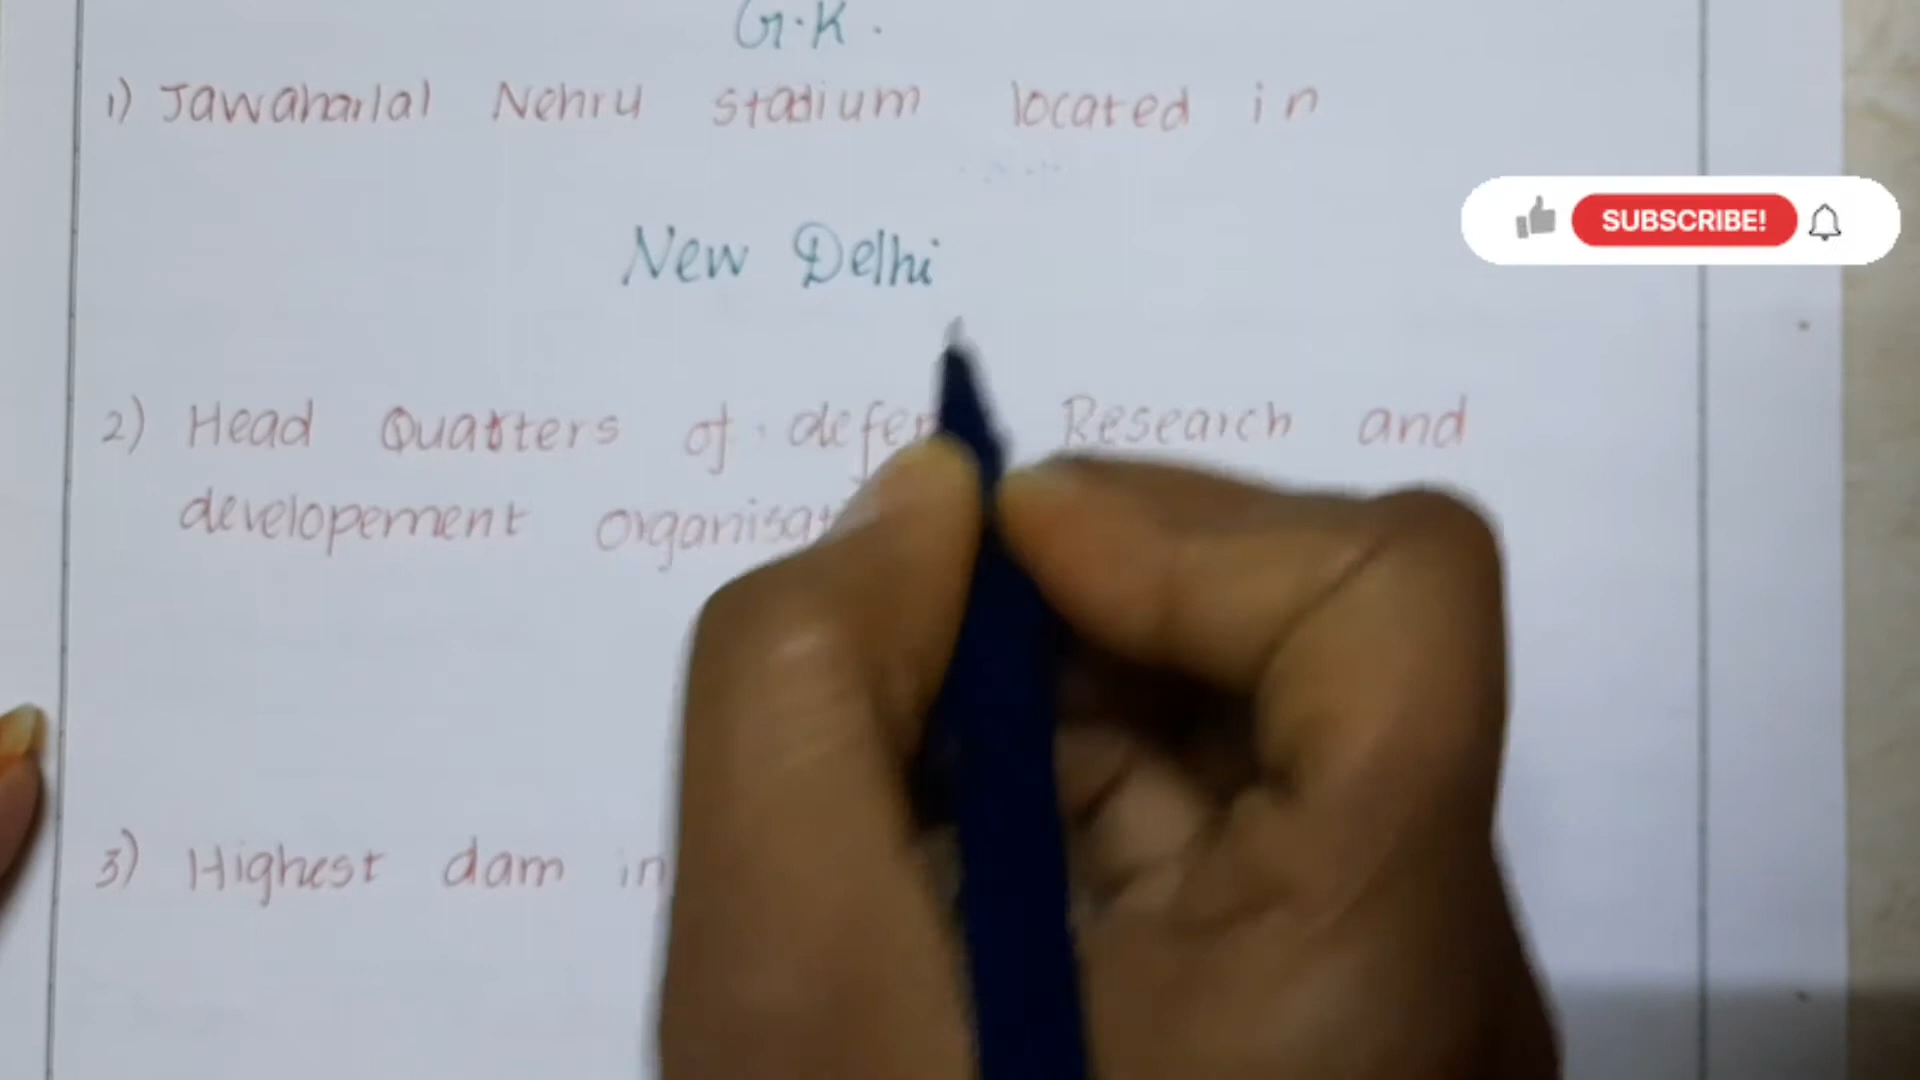 G.K.
1) Jawaharlal Nehru stadium located in
New Delhi
SUBSCRIBE!
2) Head Quarters of Research and
developement
3) Highest dam in